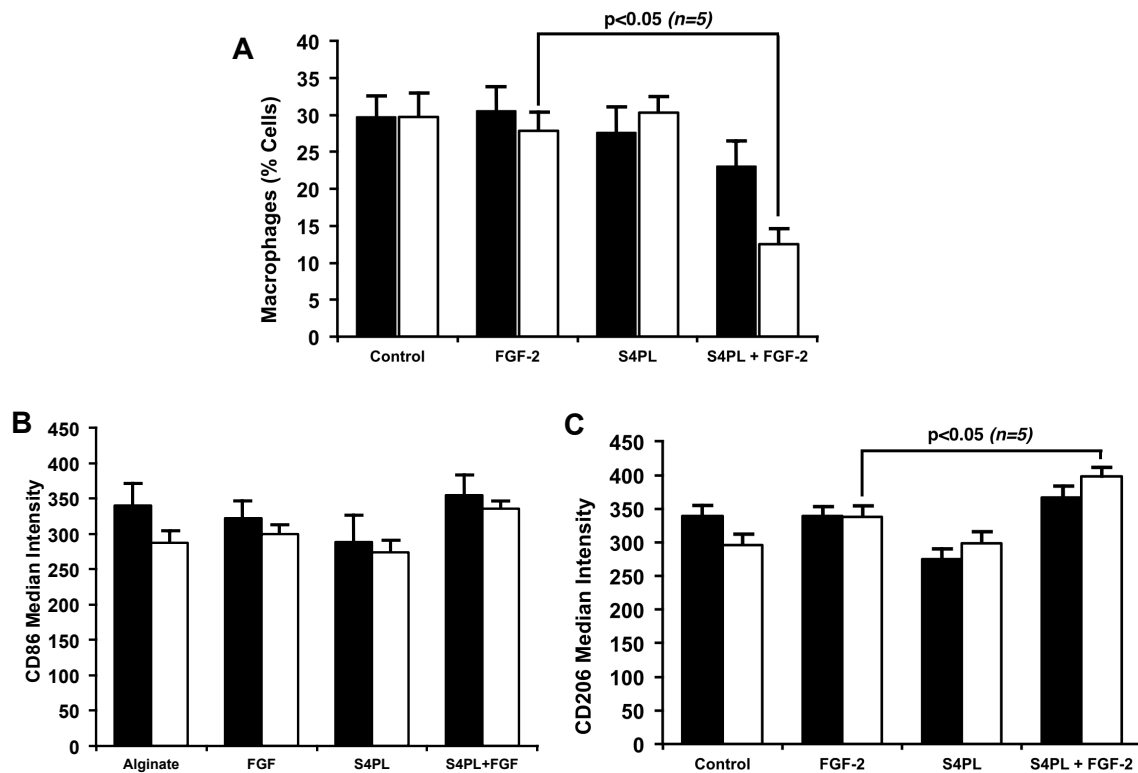 p<0.05 (n=5)
A
Macrophages (% Cells)
40
35
30
25
20
15
10
5
0
Control FGF-2 S4PL S4PL + FGF-2
B
CD86 Median Intensity
450
400
350
300
250
200
150
100
50
0
Alginate FGF S4PL S4PL+FGF
C
p<0.05 (n=5)
CD206 Median Intensity
450
400
350
300
250
200
150
100
50
0
Control FGF-2 S4PL S4PL + FGF-2